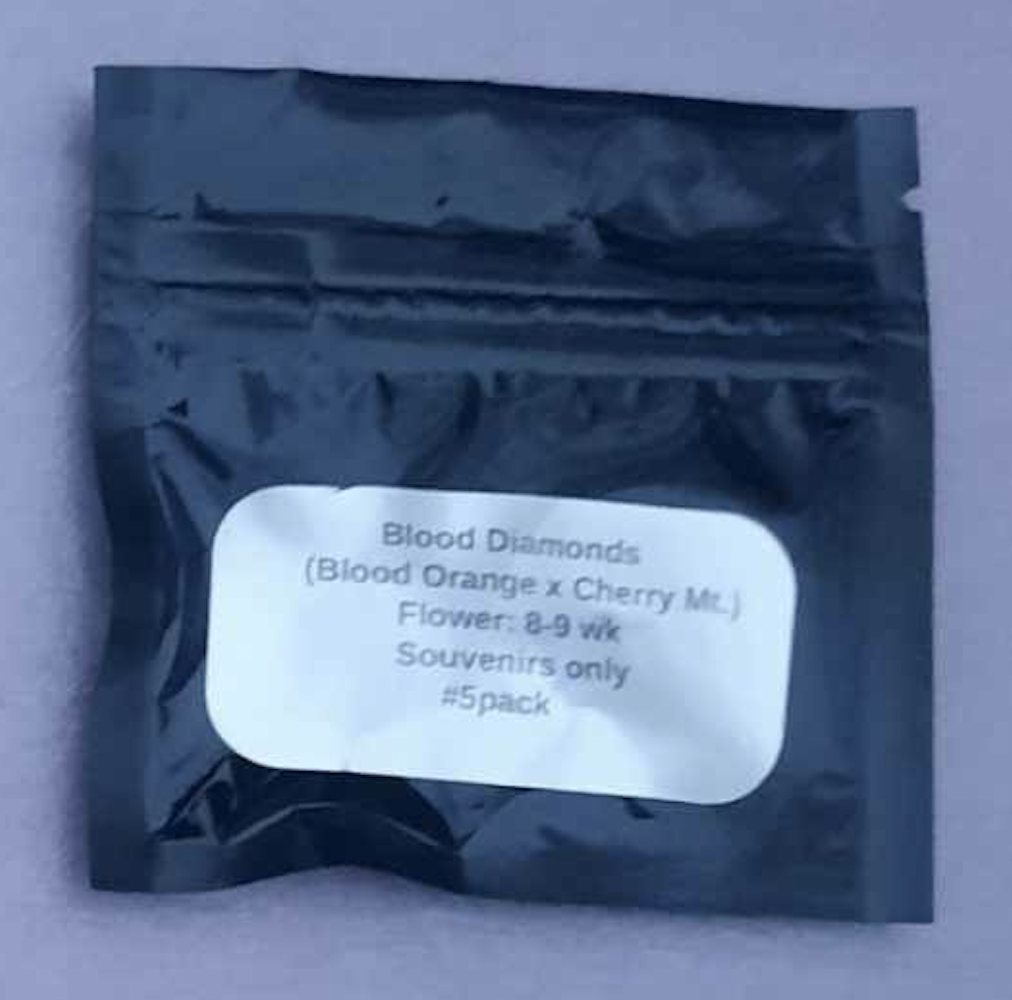 Blood Diamonds
(Blood Orange x Cherry Mt.)
Flower: 8-9 wk
Souvenirs only
#5pack